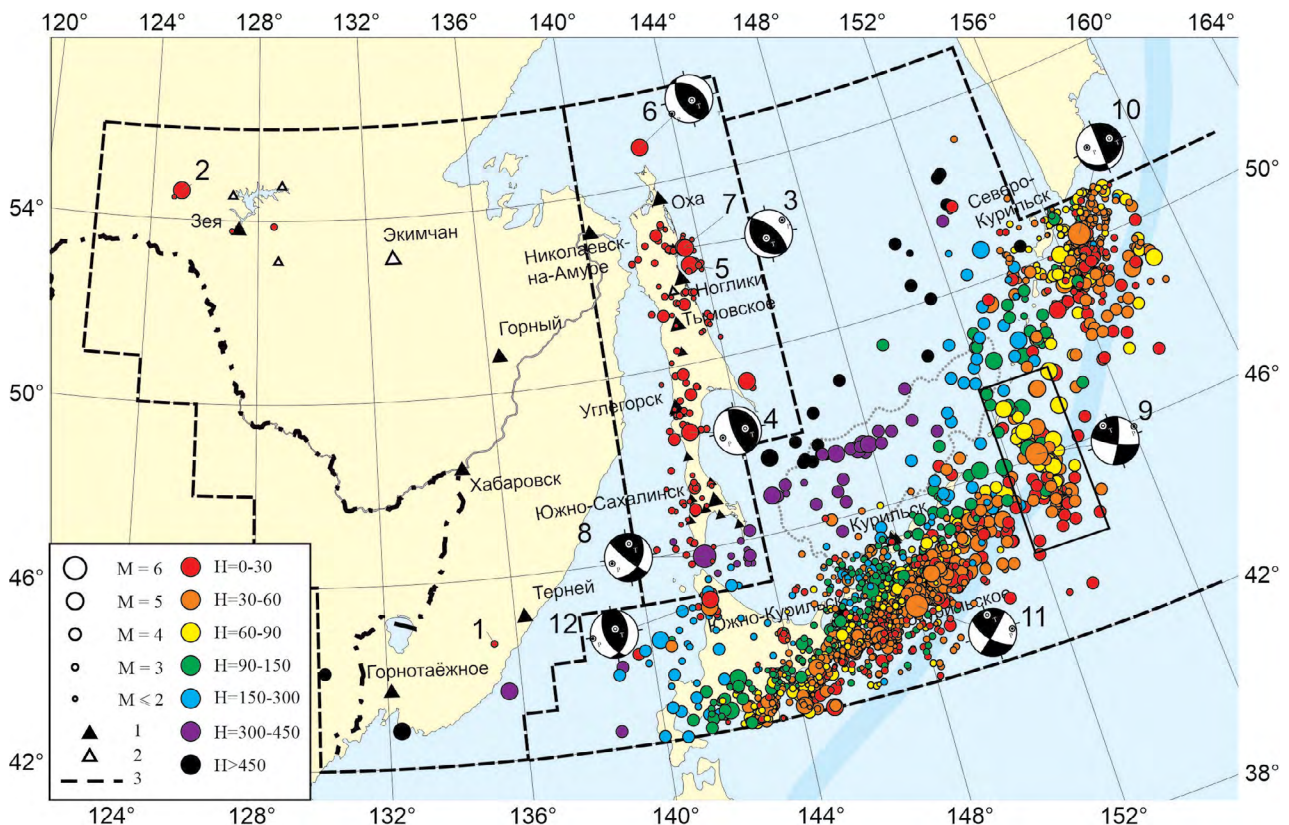 120° 124° 128° 132° 136° 140° 144° 148° 152° 156° 160° 164°
6
10
2
3
50°
Северо-
Курильск
54°
Зея
Экимчан
Оха
7
Николаевск-
на-Амуре
5
Ноглики
Тымовское
Горный
46°
50°
Углегорск
4
9
Хабаровск
Южно-Сахалинск
Курильск
8
46°
Терней
42°
Южно-Курильск
12
11
1
Горнотаёжное
M = 6 H=0-30
M = 5 H=30-60
M = 4 H=60-90
M = 3 H=90-150
M ⩽ 2 H=150-300
1 H=300-450
2 H>450
3
42°
38°
124° 128° 132° 136° 140° 144° 148° 152°